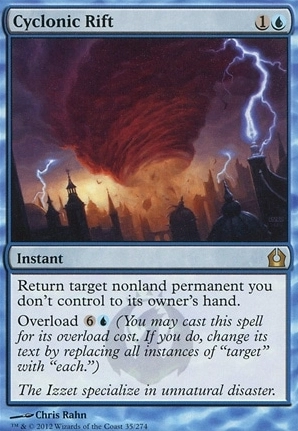 Cyclonic Rift 1
Instant
Return target nonland permanent you
don't control to its owner's hand.
Overload 6 (You may cast this spell
for its overload cost. If you do, change its
text by replacing all instances of "target"
with "each.")
The Izzet specialize in unnatural disaster.
Chris Rahn
™ & © 2012 Wizards of the Coast 35/274